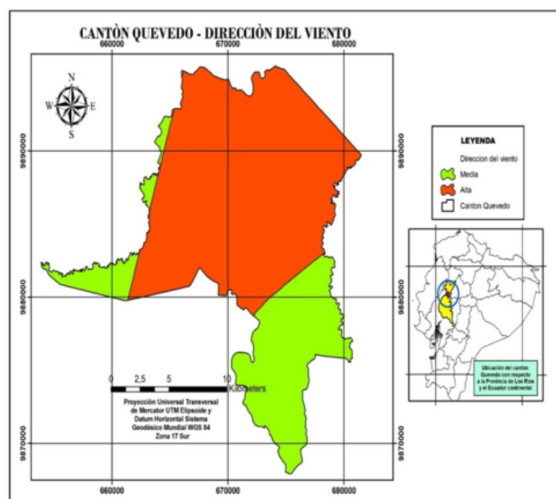 CANTÒN QUEVEDO - DIRECCIÒN DEL VIENTO
660000
670000
680000
N
W
E
S
9890000
9880000
9870000
9890000
9880000
9870000
LEYENDA
Direccion del viento
Media
Alta
Canton Quevedo
0 2,5 5 10
Kilometers
Proyección Universal Transversal
de Mercator UTM Elipsoide y
Datum Horizontal Sistema
Geodésico Mundial WGS 84
Zona 17 Sur
Ubicación del cantón
Quevedo con respecto
a la Provincia de Los Ríos
y el Ecuador continental
660000
670000
680000